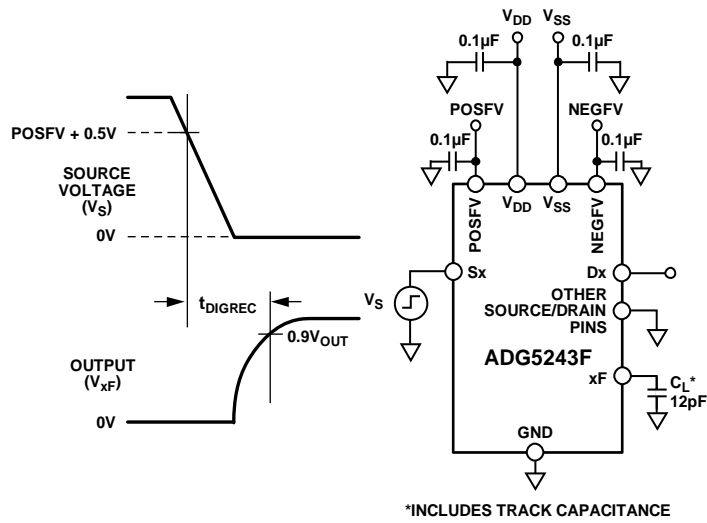 POSFV + 0.5V
SOURCE
VOLTAGE
(VS)
0V
tDIGREC
0.9VOUT
OUTPUT
(VxF)
0V
VDD
VSS
0.1µF
0.1µF
POSFV
NEGFV
0.1µF
0.1µF
POSFV
VDD
VSS
NEGFV
Sx
Dx
VS
OTHER
SOURCE/DRAIN
PINS
ADG5243F
xF
CL*
12pF
GND
*INCLUDES TRACK CAPACITANCE